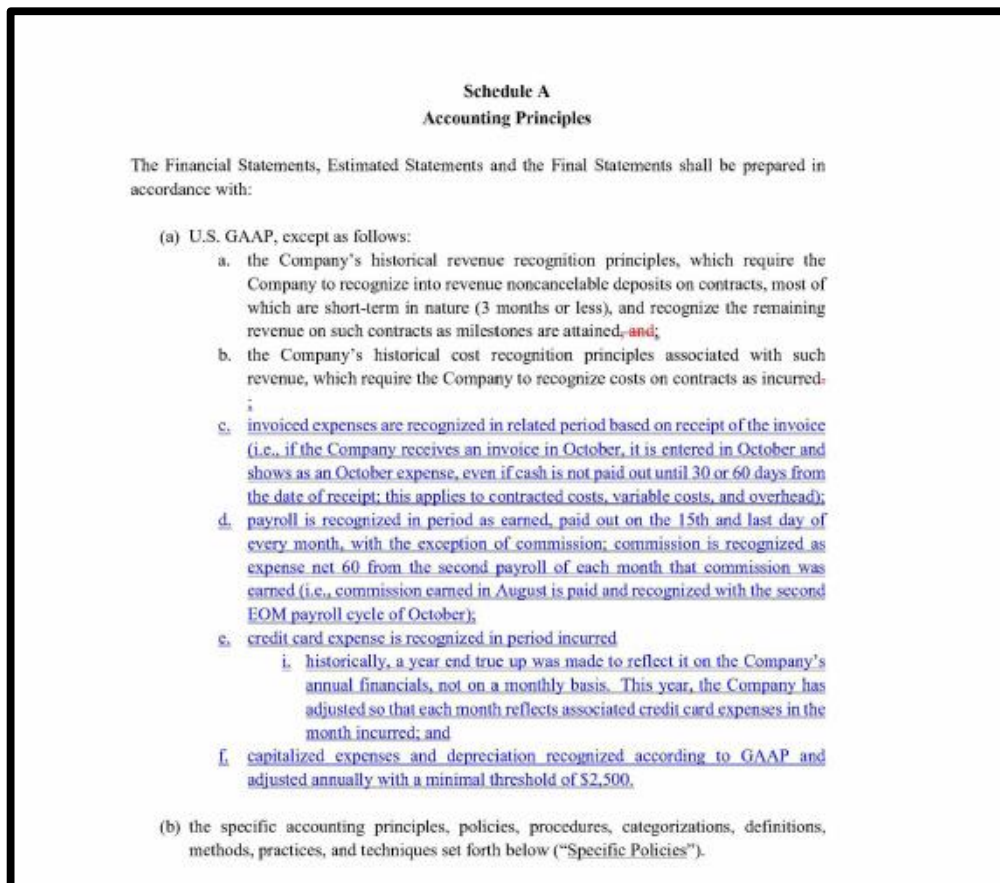 Schedule A
Accounting Principles
The Financial Statements, Estimated Statements and the Final Statements shall be prepared in
accordance with:
(a) U.S. GAAP, except as follows:
a. the Company's historical revenue recognition principles, which require the
Company to recognize into revenue noncancelable deposits on contracts, most of
which are short-term in nature (3 months or less), and recognize the remaining
revenue on such contracts as milestones are attained, and;
b. the Company's historical cost recognition principles associated with such
revenue, which require the Company to recognize costs on contracts as incurred.
;
c. invoiced expenses are recognized in related period based on receipt of the invoice
(i.e., if the Company receives an invoice in October, it is entered in October and
shows as an October expense, even if cash is not paid out until 30 or 60 days from
the date of receipt; this applies to contracted costs, variable costs, and overhead);
d. payroll is recognized in period as earned, paid out on the 15th and last day of
every month, with the exception of commission; commission is recognized as
expense net 60 from the second payroll of each month that commission was
earned (i.e., commission earned in August is paid and recognized with the second
EOM payroll cycle of October);
e. credit card expense is recognized in period incurred
i. historically, a year end true up was made to reflect it on the Company's
annual financials, not on a monthly basis. This year, the Company has
adjusted so that each month reflects associated credit card expenses in the
month incurred; and
f. capitalized expenses and depreciation recognized according to GAAP and
adjusted annually with a minimal threshold of $2,500.
(b) the specific accounting principles, policies, procedures, categorizations, definitions,
methods, practices, and techniques set forth below ("Specific Policies").